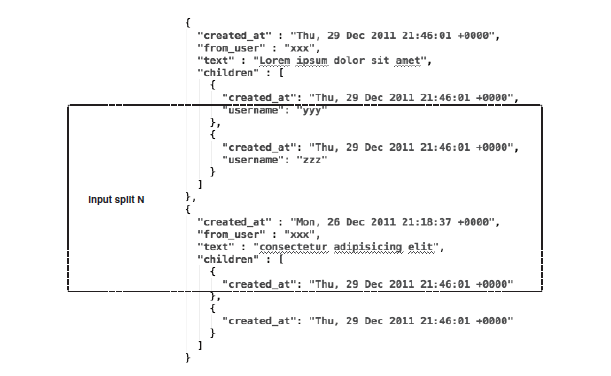 {
"created_at" : "Thu, 29 Dec 2011 21:46:01 +0000",
"from_user" : "xxx",
"text" : "Lorem ipsum dolor sit amet",
"children" : [
{
"created_at": "Thu, 29 Dec 2011 21:46:01 +0000",
"username": "yyy"
},
{
"created_at": "Thu, 29 Dec 2011 21:46:01 +0000",
"username": "zzz"
}
]
Input split N
},
{
"created_at" : "Mon, 26 Dec 2011 21:18:37 +0000",
"from_user" : "xxx",
"text" : "consectetur adipisicing elit",
"children" : [
{
"created_at": "Thu, 29 Dec 2011 21:46:01 +0000"
},
{
"created_at": "Thu, 29 Dec 2011 21:46:01 +0000"
}
]
}